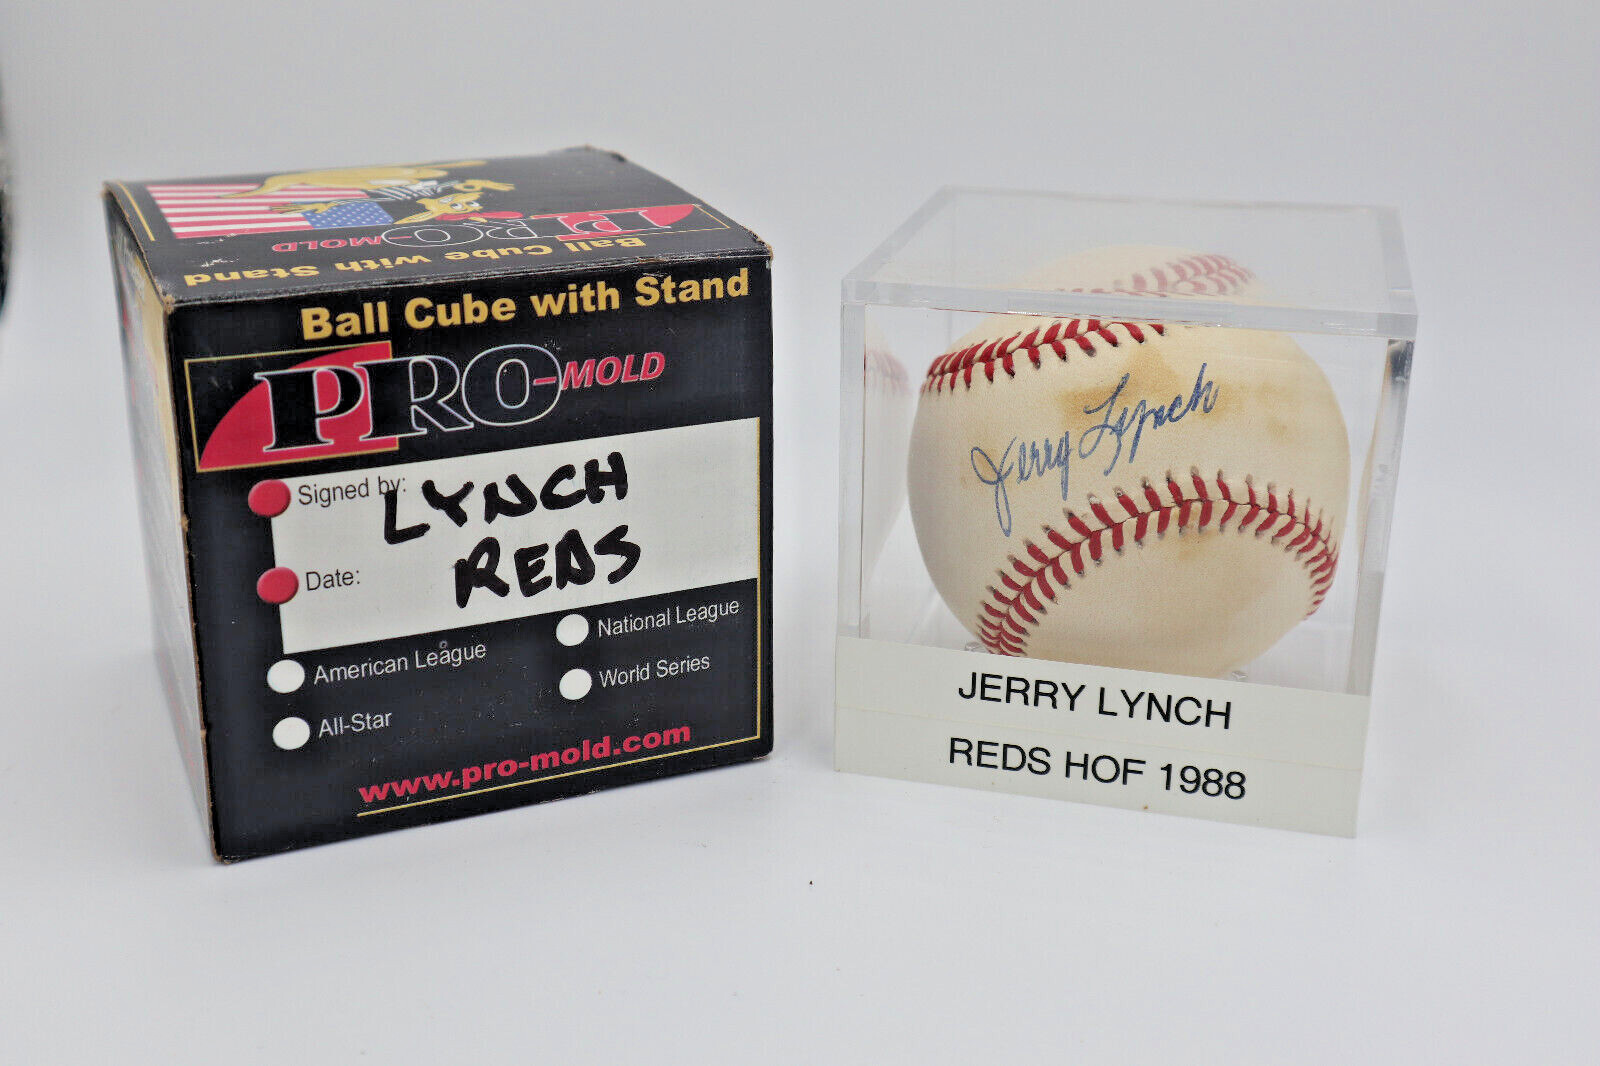 PRO-MOLD
Ball Cube with Stand
Ball Cube with Stand
PRO-MOLD
Signed by:
LYNCH
REDS
Date:
American League
National League
All-Star
World Series
www.pro-mold.com
Jerry Lynch
JERRY LYNCH
REDS HOF 1988